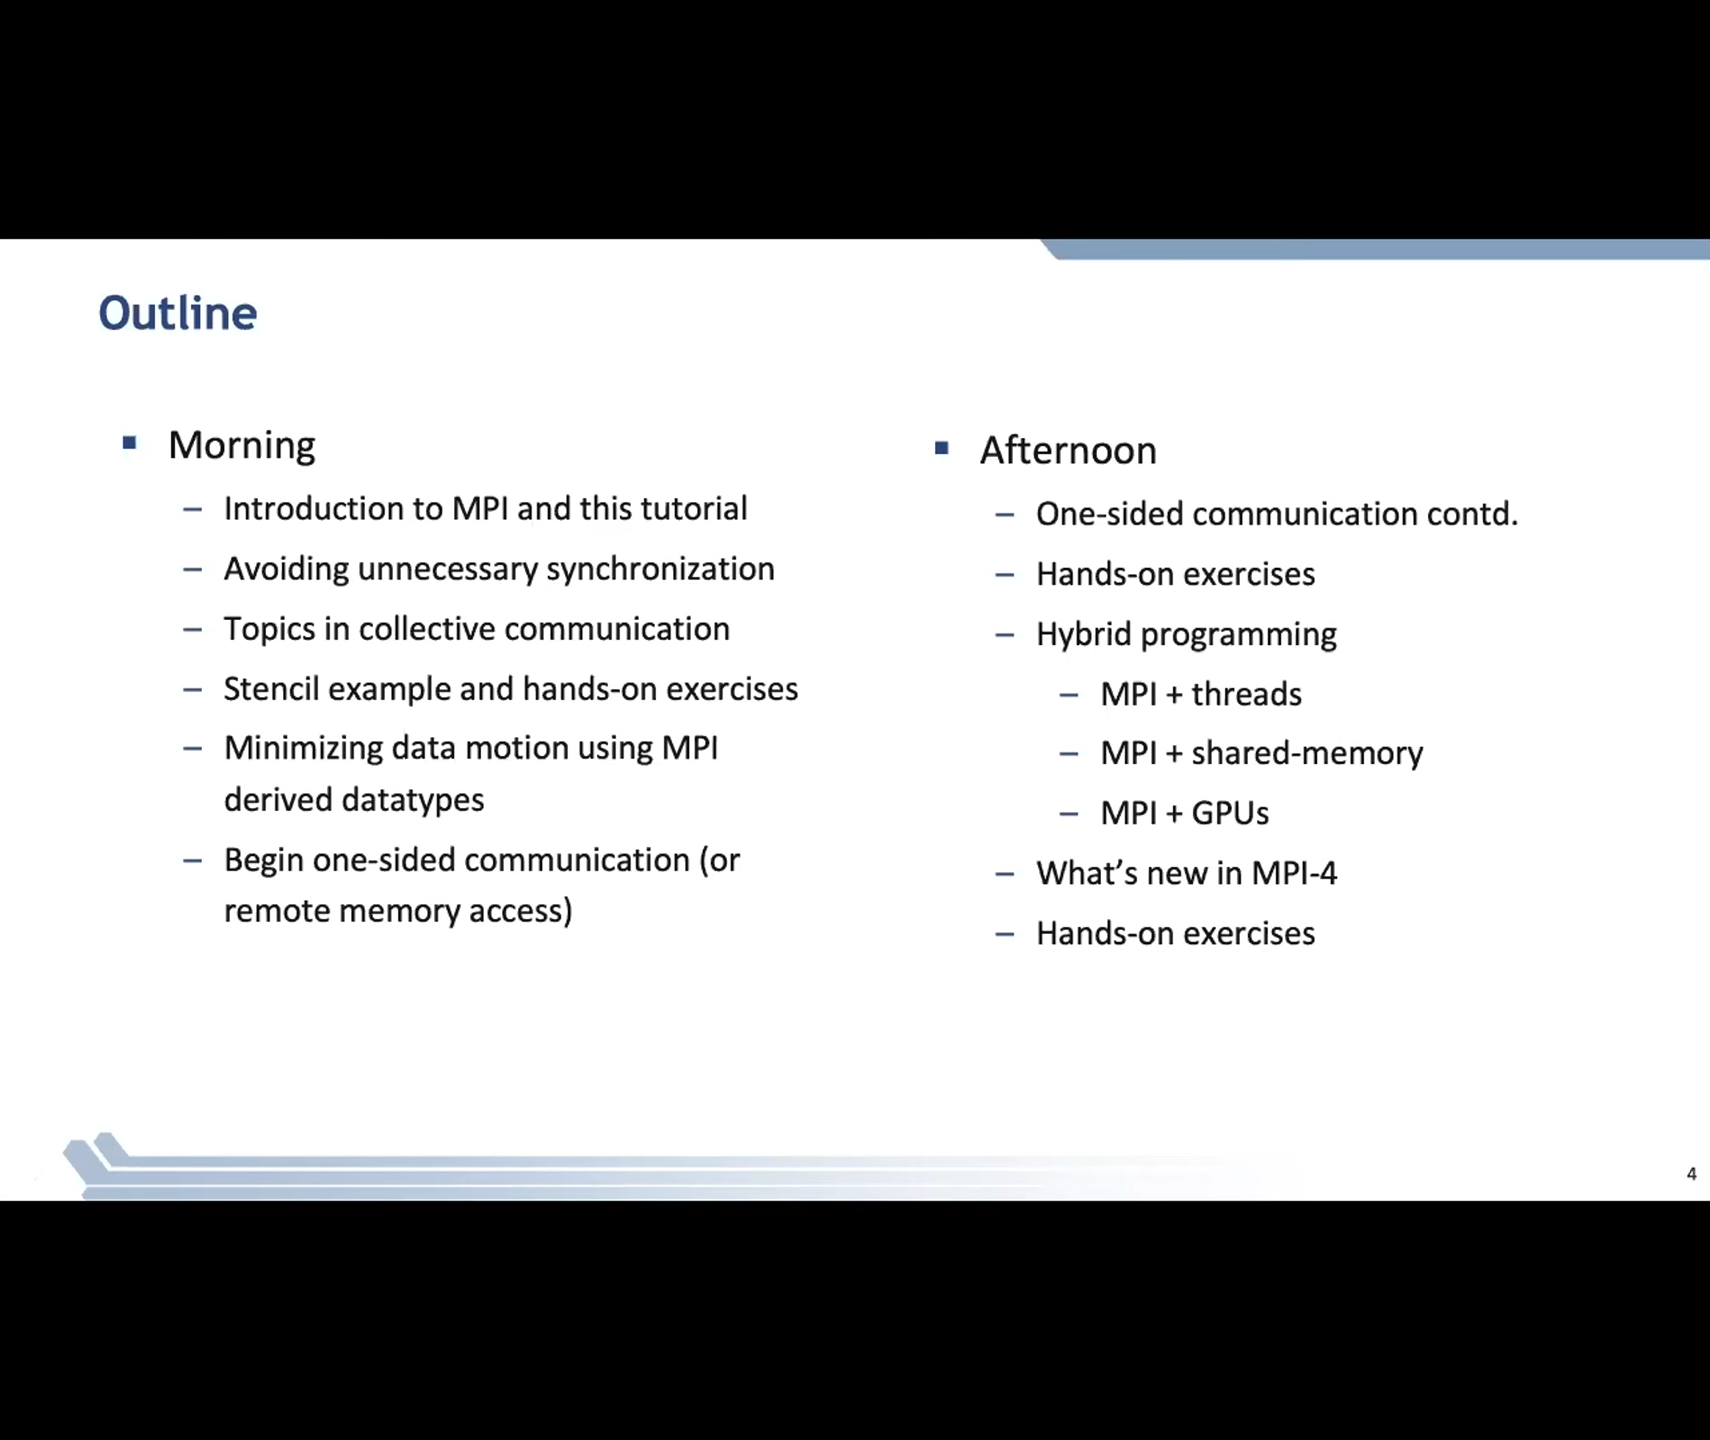 Outline
▪ Morning
– Introduction to MPI and this tutorial
– Avoiding unnecessary synchronization
– Topics in collective communication
– Stencil example and hands-on exercises
– Minimizing data motion using MPI
derived datatypes
– Begin one-sided communication (or
remote memory access)
▪ Afternoon
– One-sided communication contd.
– Hands-on exercises
– Hybrid programming
– MPI + threads
– MPI + shared-memory
– MPI + GPUs
– What’s new in MPI-4
– Hands-on exercises
4